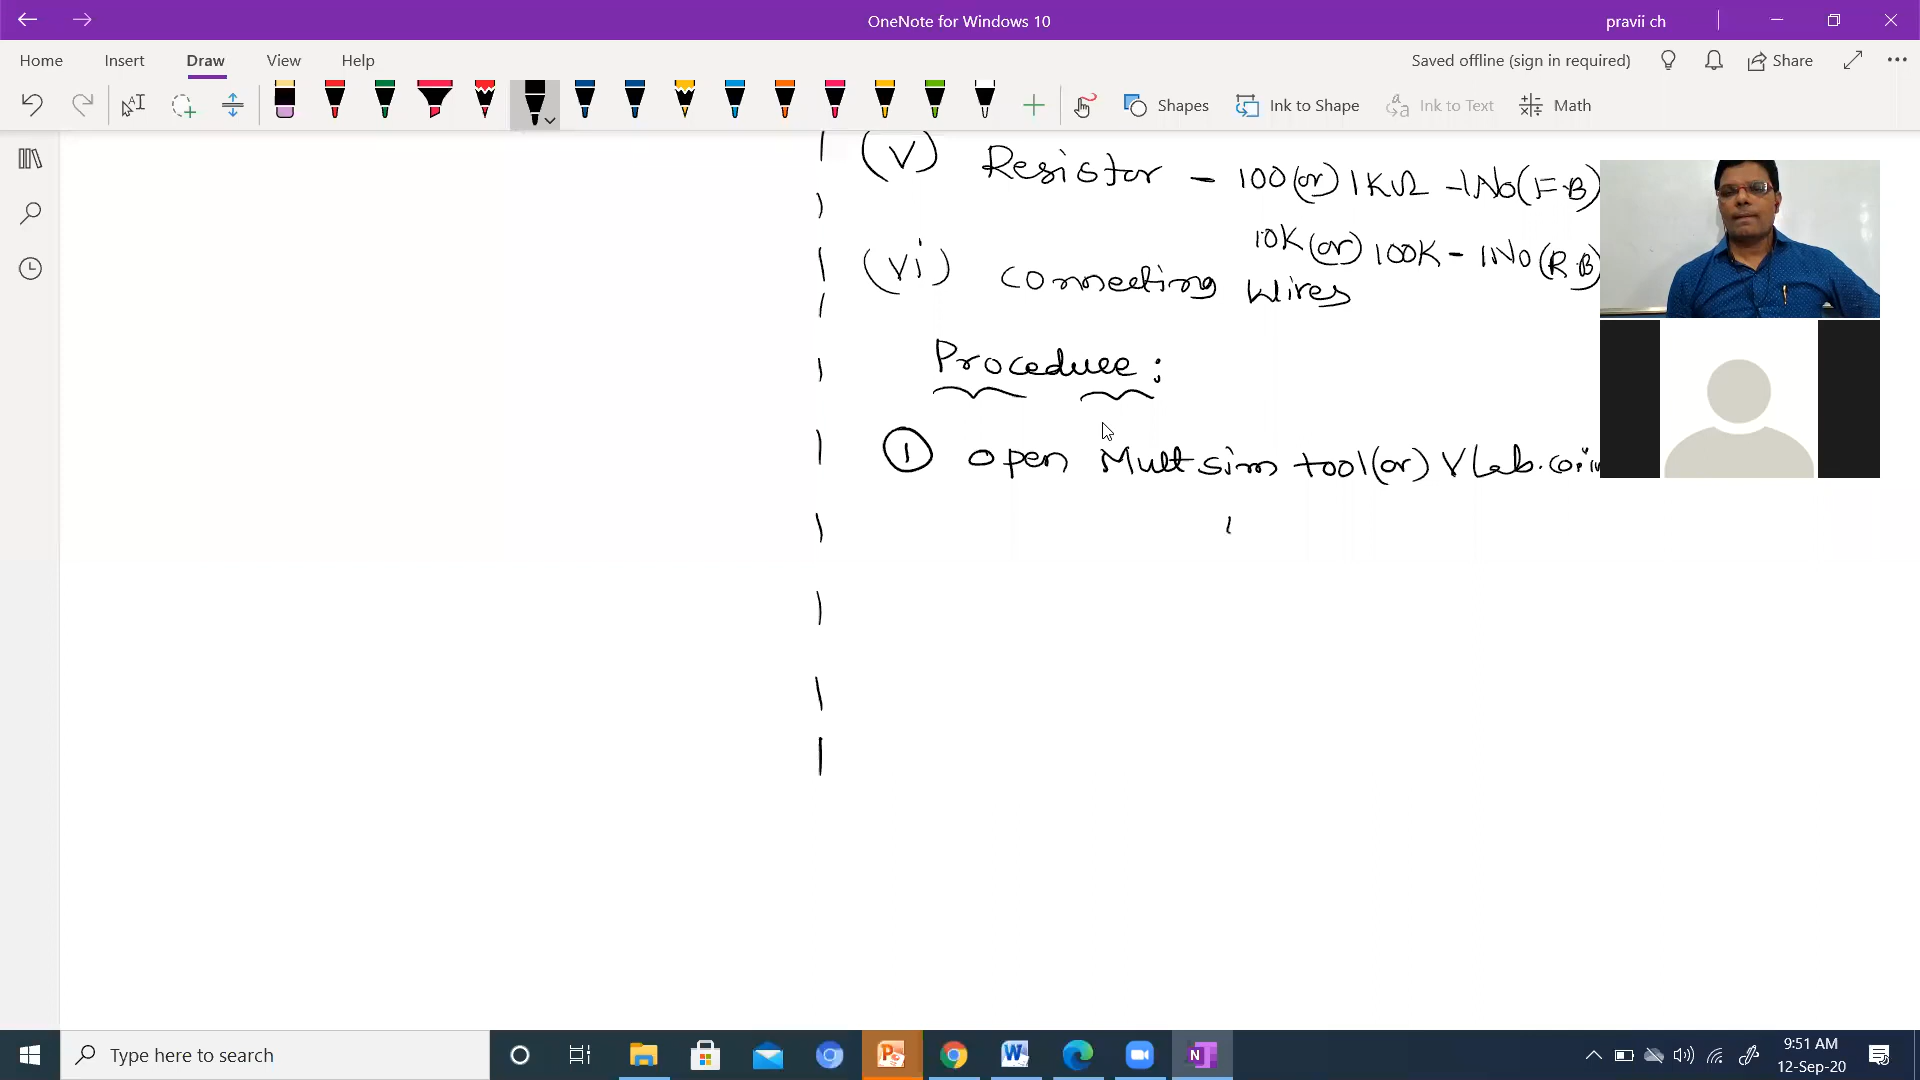 OneNote for Windows 10
pravii ch
Home Insert Draw View Help
Saved offline (sign in required) Share
Shapes Ink to Shape Ink to Text Math
(V) Resistor - 100 (or) 1KΩ - 1No (F.B)
10K (or) 100K - 1No (R.B)
(Vi) Connecting Wires
Procedure:
① open Multsim tool (or) Vlab.co.in
Type here to search
9:51 AM
12-Sep-20